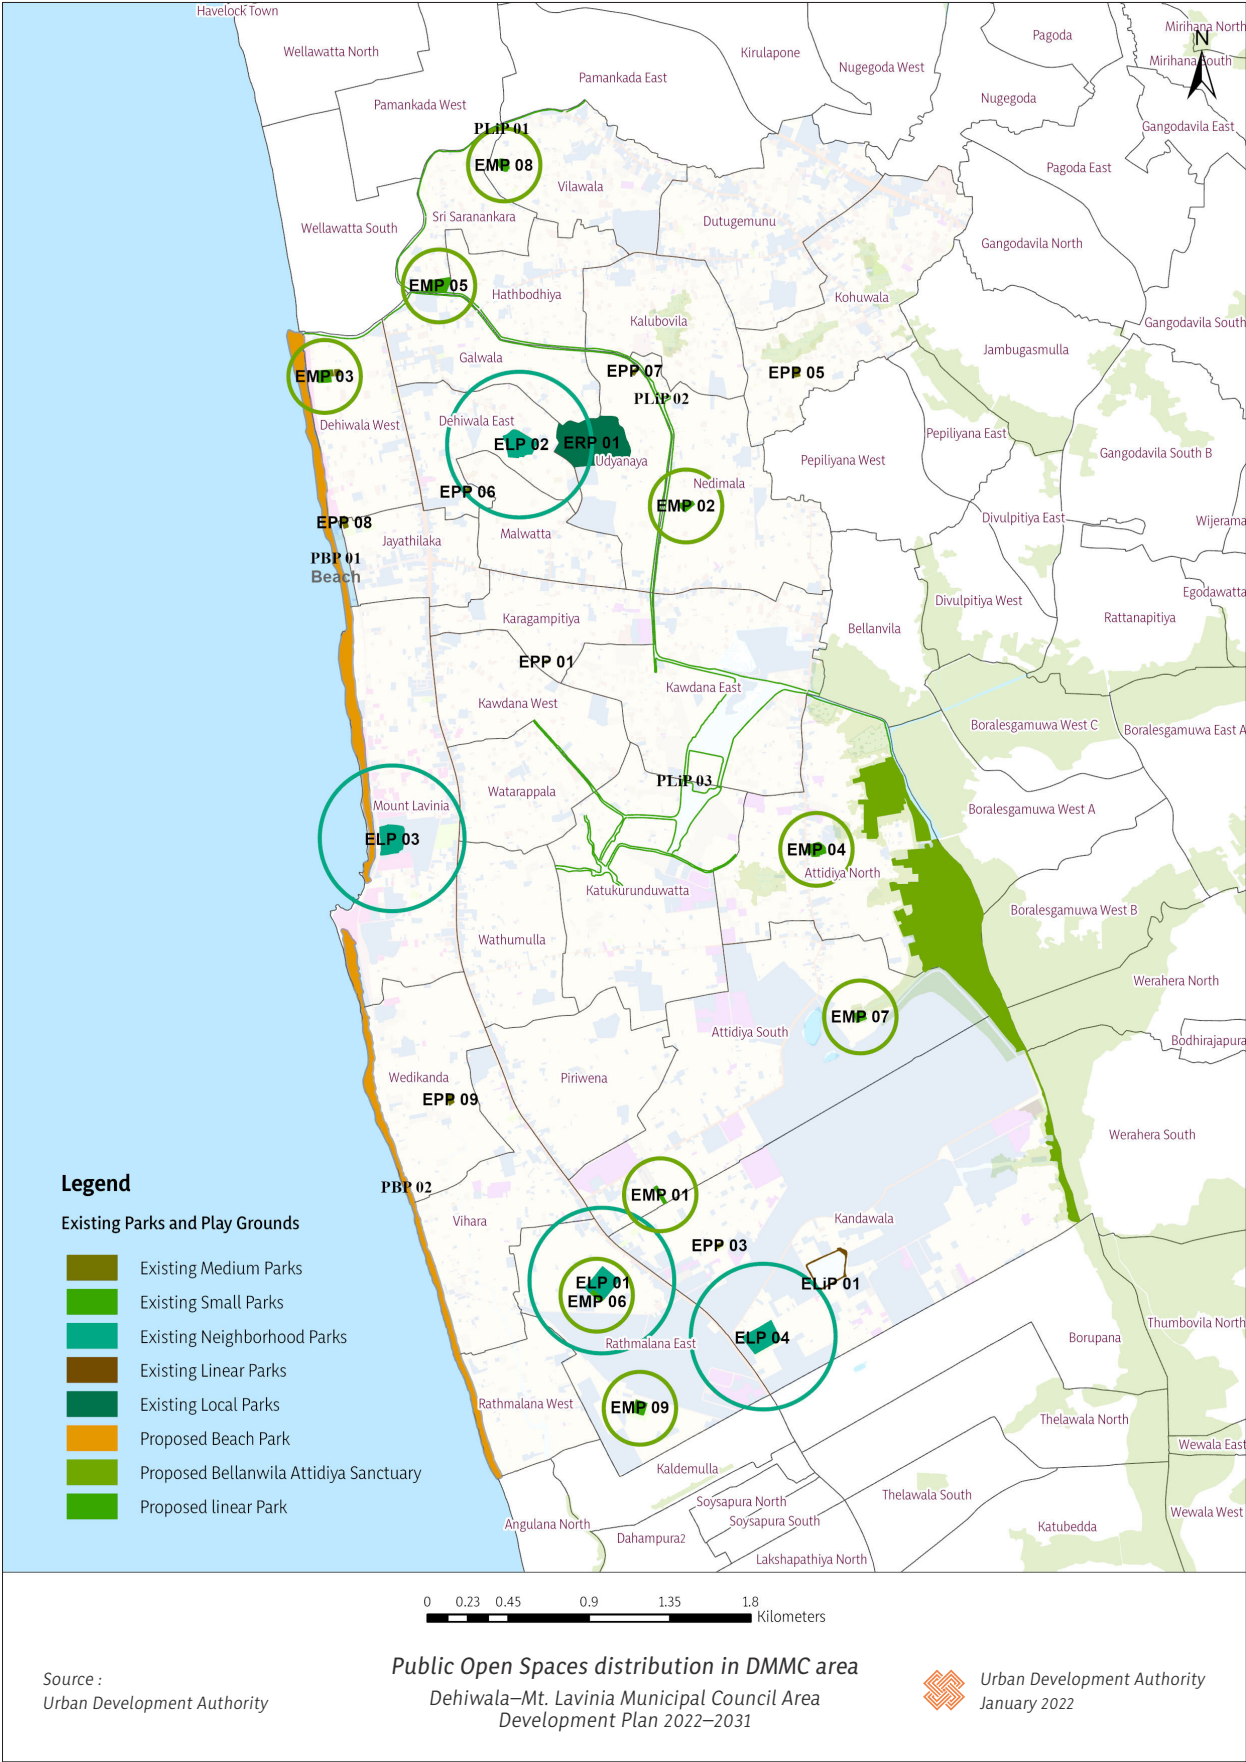 Havelock Town
Wellawatta North
Pamankada West
Pamankada East
Kirulapone
Nugegoda West
Pagoda
Mirihana North
N
Mirihana South
Nugegoda
Gangodavila East
Pagoda East
PLiP 01
EMP 08
Vilawala
Sri Saranankara
Wellawatta South
Dutugemunu
Gangodavila North
EMP 05
Hathbodhiya
Kohuwala
Kalubovila
Gangodavila South
Galwala
Jambugasmulla
EMP 03
EPP 07
EPP 05
PLiP 02
Dehiwala West
Dehiwala East
ELP 02
ERP 01
Udyanaya
Pepiliyana East
Pepiliyana West
Gangodavila South B
EPP 06
Nedimala
EMP 02
EPP 08
Jayathilaka
Malwatta
Divulpitiya East
Wijerama
PBP 01
Beach
Egodawatta
Divulpitiya West
Rattanapitiya
Karagampitiya
Bellanvila
EPP 01
Kawdana East
Kawdana West
Boralesgamuwa West C
Boralesgamuwa East A
PLiP 03
Watarappala
Mount Lavinia
Boralesgamuwa West A
ELP 03
EMP 04
Attidiya North
Katukurunduwatta
Boralesgamuwa West B
Wathumulla
Werahera North
EMP 07
Attidiya South
Bodhirajapura
Wedikanda
Piriwena
EPP 09
Werahera South
PBP 02
EMP 01
Vihara
Kandawala
EPP 03
ELP 01
EMP 06
ELiP 01
Rathmalana East
ELP 04
Borupana
Thumbovila North
Rathmalana West
EMP 09
Thelawala North
Wewala East
Kaldemulla
Thelawala South
Soysapura North
Soysapura South
Wewala West
Angulana North
Dahampura2
Katubedda
Lakshapathiya North
Legend
Existing Parks and Play Grounds
Existing Medium Parks
Existing Small Parks
Existing Neighborhood Parks
Existing Linear Parks
Existing Local Parks
Proposed Beach Park
Proposed Bellanwila Attidiya Sanctuary
Proposed linear Park
0 0.23 0.45 0.9 1.35 1.8
Kilometers
Public Open Spaces distribution in DMMC area
Dehiwala–Mt. Lavinia Municipal Council Area
Development Plan 2022–2031
Source :
Urban Development Authority
Urban Development Authority
January 2022